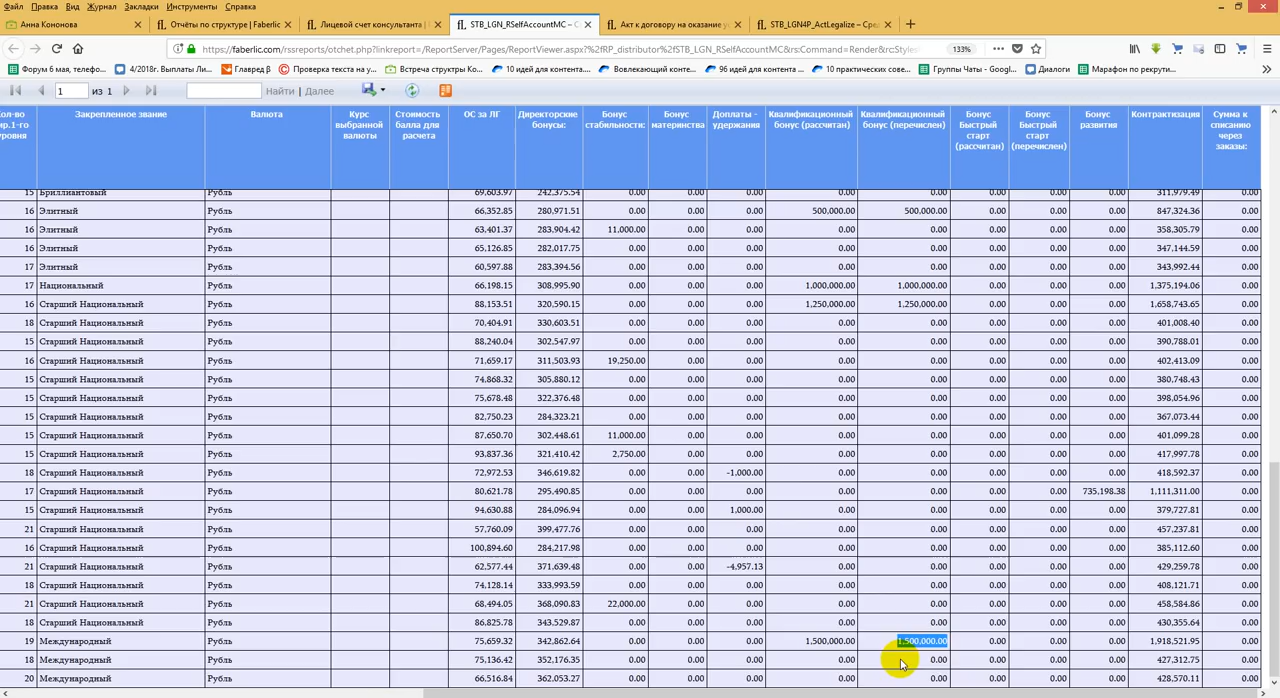 Файл Правка Вид Журнал Закладки Инструменты Справка
Анна Кононова Отчёты по структуре | Faberlic Лицевой счет консультанта | STB_LGN_RSelfAccountMC – С Акт к договору на оказание у STB_LGN4P_ActLegalize – Сре
https://faberlic.com/rssreports/otchet.php?linkreport=/ReportServer/Pages/ReportViewer.aspx?%2fRP_distributor%2fSTB_LGN_RSelfAccountMC&rs:Command=Render&rc:Style 133%
Форум 6 мая, телефо... 4/2018г. Выплаты Ли... Главред β Проверка текста на у... Встреча структры Ко... 10 идей для контента... Вовлекающий конте... 96 идей для контента ... 10 практических сове... Группы Чаты - Googl... Диалоги Марафон по рекрути...
1 из 1 Найти | Далее
Кол-во дир.1-го уровня Закрепленное звание Валюта Курс выбранной валюты Стоимость балла для расчета ОС за ЛГ Директорские бонусы: Бонус стабильности: Бонус материнства Доплаты - удержания Квалификационный бонус (рассчитан) Квалификационный бонус (перечислен) Бонус Быстрый старт (рассчитан) Бонус Быстрый старт (перечислен) Бонус развития Контрактизация Сумма к списанию через заказы:
15 Бриллиантовый Рубль 69,603.97 242,375.54 0.00 0.00 0.00 0.00 0.00 0.00 0.00 0.00 311,979.49 0.00
16 Элитный Рубль 66,352.85 280,971.51 0.00 0.00 0.00 500,000.00 500,000.00 0.00 0.00 0.00 847,324.36 0.00
16 Элитный Рубль 63,401.37 283,904.42 11,000.00 0.00 0.00 0.00 0.00 0.00 0.00 0.00 358,305.79 0.00
16 Элитный Рубль 65,126.85 282,017.75 0.00 0.00 0.00 0.00 0.00 0.00 0.00 0.00 347,144.59 0.00
17 Элитный Рубль 60,597.88 283,394.56 0.00 0.00 0.00 0.00 0.00 0.00 0.00 0.00 343,992.44 0.00
17 Национальный Рубль 66,198.15 308,995.90 0.00 0.00 0.00 1,000,000.00 1,000,000.00 0.00 0.00 0.00 1,375,194.06 0.00
16 Старший Национальный Рубль 88,153.51 320,590.15 0.00 0.00 0.00 1,250,000.00 1,250,000.00 0.00 0.00 0.00 1,658,743.65 0.00
18 Старший Национальный Рубль 70,404.91 330,603.51 0.00 0.00 0.00 0.00 0.00 0.00 0.00 0.00 401,008.40 0.00
15 Старший Национальный Рубль 88,240.04 302,547.97 0.00 0.00 0.00 0.00 0.00 0.00 0.00 0.00 390,788.01 0.00
16 Старший Национальный Рубль 71,659.17 311,503.93 19,250.00 0.00 0.00 0.00 0.00 0.00 0.00 0.00 402,413.09 0.00
15 Старший Национальный Рубль 74,868.32 305,880.12 0.00 0.00 0.00 0.00 0.00 0.00 0.00 0.00 380,748.43 0.00
15 Старший Национальный Рубль 75,678.48 322,376.48 0.00 0.00 0.00 0.00 0.00 0.00 0.00 0.00 398,054.96 0.00
15 Старший Национальный Рубль 82,750.23 284,323.21 0.00 0.00 0.00 0.00 0.00 0.00 0.00 0.00 367,073.44 0.00
15 Старший Национальный Рубль 87,650.70 302,448.61 11,000.00 0.00 0.00 0.00 0.00 0.00 0.00 0.00 401,099.28 0.00
15 Старший Национальный Рубль 93,837.36 321,410.42 2,750.00 0.00 0.00 0.00 0.00 0.00 0.00 0.00 417,997.78 0.00
18 Старший Национальный Рубль 72,972.53 346,619.82 0.00 0.00 -1,000.00 0.00 0.00 0.00 0.00 0.00 418,592.37 0.00
17 Старший Национальный Рубль 80,621.78 295,490.85 0.00 0.00 0.00 0.00 0.00 0.00 0.00 735,198.38 1,111,311.00 0.00
15 Старший Национальный Рубль 94,630.88 284,096.94 0.00 0.00 1,000.00 0.00 0.00 0.00 0.00 0.00 379,727.81 0.00
21 Старший Национальный Рубль 57,760.09 399,477.76 0.00 0.00 0.00 0.00 0.00 0.00 0.00 0.00 457,237.81 0.00
16 Старший Национальный Рубль 100,894.60 284,217.98 0.00 0.00 0.00 0.00 0.00 0.00 0.00 0.00 385,112.60 0.00
21 Старший Национальный Рубль 62,577.44 371,639.48 0.00 0.00 -4,957.13 0.00 0.00 0.00 0.00 0.00 429,259.78 0.00
18 Старший Национальный Рубль 74,128.14 333,993.59 0.00 0.00 0.00 0.00 0.00 0.00 0.00 0.00 408,121.71 0.00
21 Старший Национальный Рубль 68,494.05 368,090.83 22,000.00 0.00 0.00 0.00 0.00 0.00 0.00 0.00 458,584.86 0.00
18 Старший Национальный Рубль 86,825.78 343,529.87 0.00 0.00 0.00 0.00 0.00 0.00 0.00 0.00 430,355.64 0.00
19 Международный Рубль 75,659.32 342,862.64 0.00 0.00 0.00 1,500,000.00 1,500,000.00 0.00 0.00 0.00 1,918,521.95 0.00
18 Международный Рубль 75,136.42 352,176.35 0.00 0.00 0.00 0.00 0.00 0.00 0.00 0.00 427,312.75 0.00
20 Международный Рубль 66,516.84 362,053.27 0.00 0.00 0.00 0.00 0.00 0.00 0.00 0.00 428,570.11 0.00